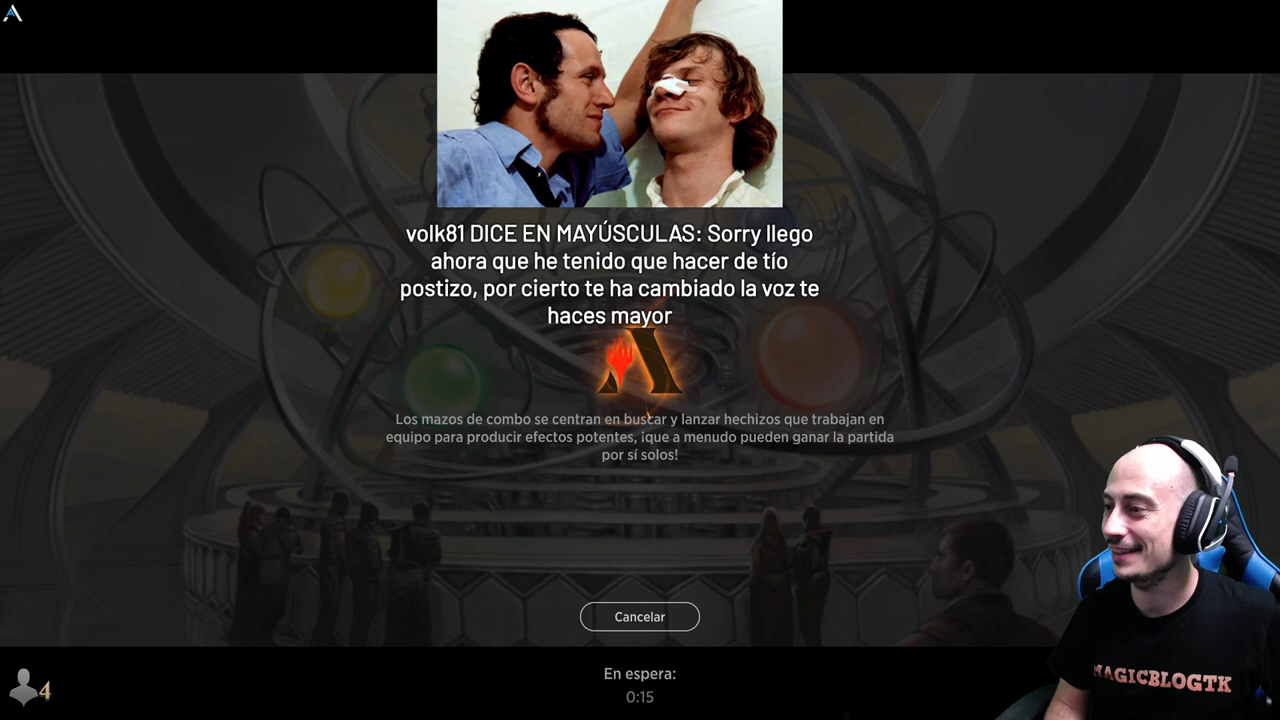 volk81 DICE EN MAYÚSCULAS: Sorry llego
ahora que he tenido que hacer de tío
postizo, por cierto te ha cambiado la voz te
haces mayor
Los mazos de combo se centran en buscar y lanzar hechizos que trabajan en
equipo para producir efectos potentes, ¡que a menudo pueden ganar la partida
por sí solos!
Cancelar
MAGICBLOGTK
4
En espera:
0:15